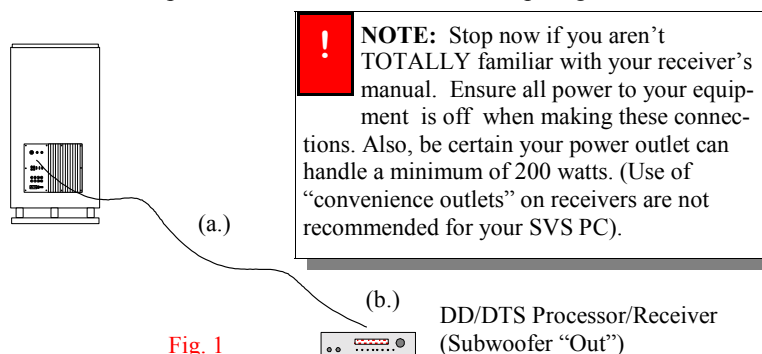 !
NOTE: Stop now if you aren't
TOTALLY familiar with your receiver's
manual. Ensure all power to your equip-
ment is off when making these connec-
tions. Also, be certain your power outlet can
handle a minimum of 200 watts. (Use of
“convenience outlets” on receivers are not
recommended for your SVS PC).
(a.)
(b.)
DD/DTS Processor/Receiver
(Subwoofer “Out”)
Fig. 1